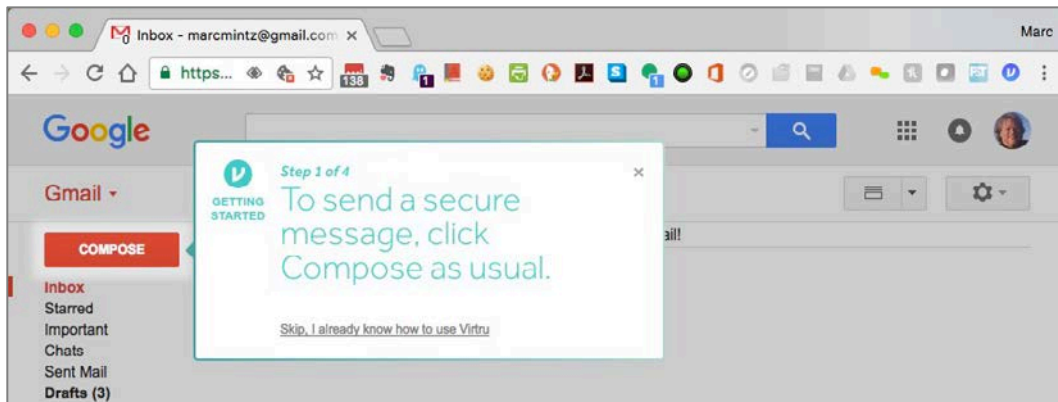 Inbox - marcmintz@gmail.com
Marc
https...
138
1
1
Google
Step 1 of 4
GETTING
STARTED
To send a secure
message, click
Compose as usual.
Skip, I already know how to use Virtru
Gmail
COMPOSE
ail!
Inbox
Starred
Important
Chats
Sent Mail
Drafts (3)